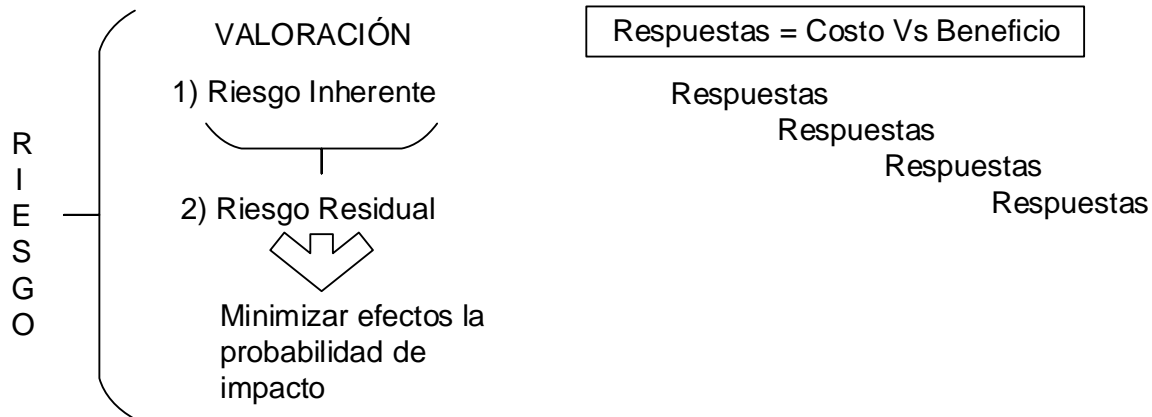 R
I
E
S
G
O
VALORACIÓN
1) Riesgo Inherente
2) Riesgo Residual
Minimizar efectos la
probabilidad de
impacto
Respuestas = Costo Vs Beneficio
Respuestas
Respuestas
Respuestas
Respuestas